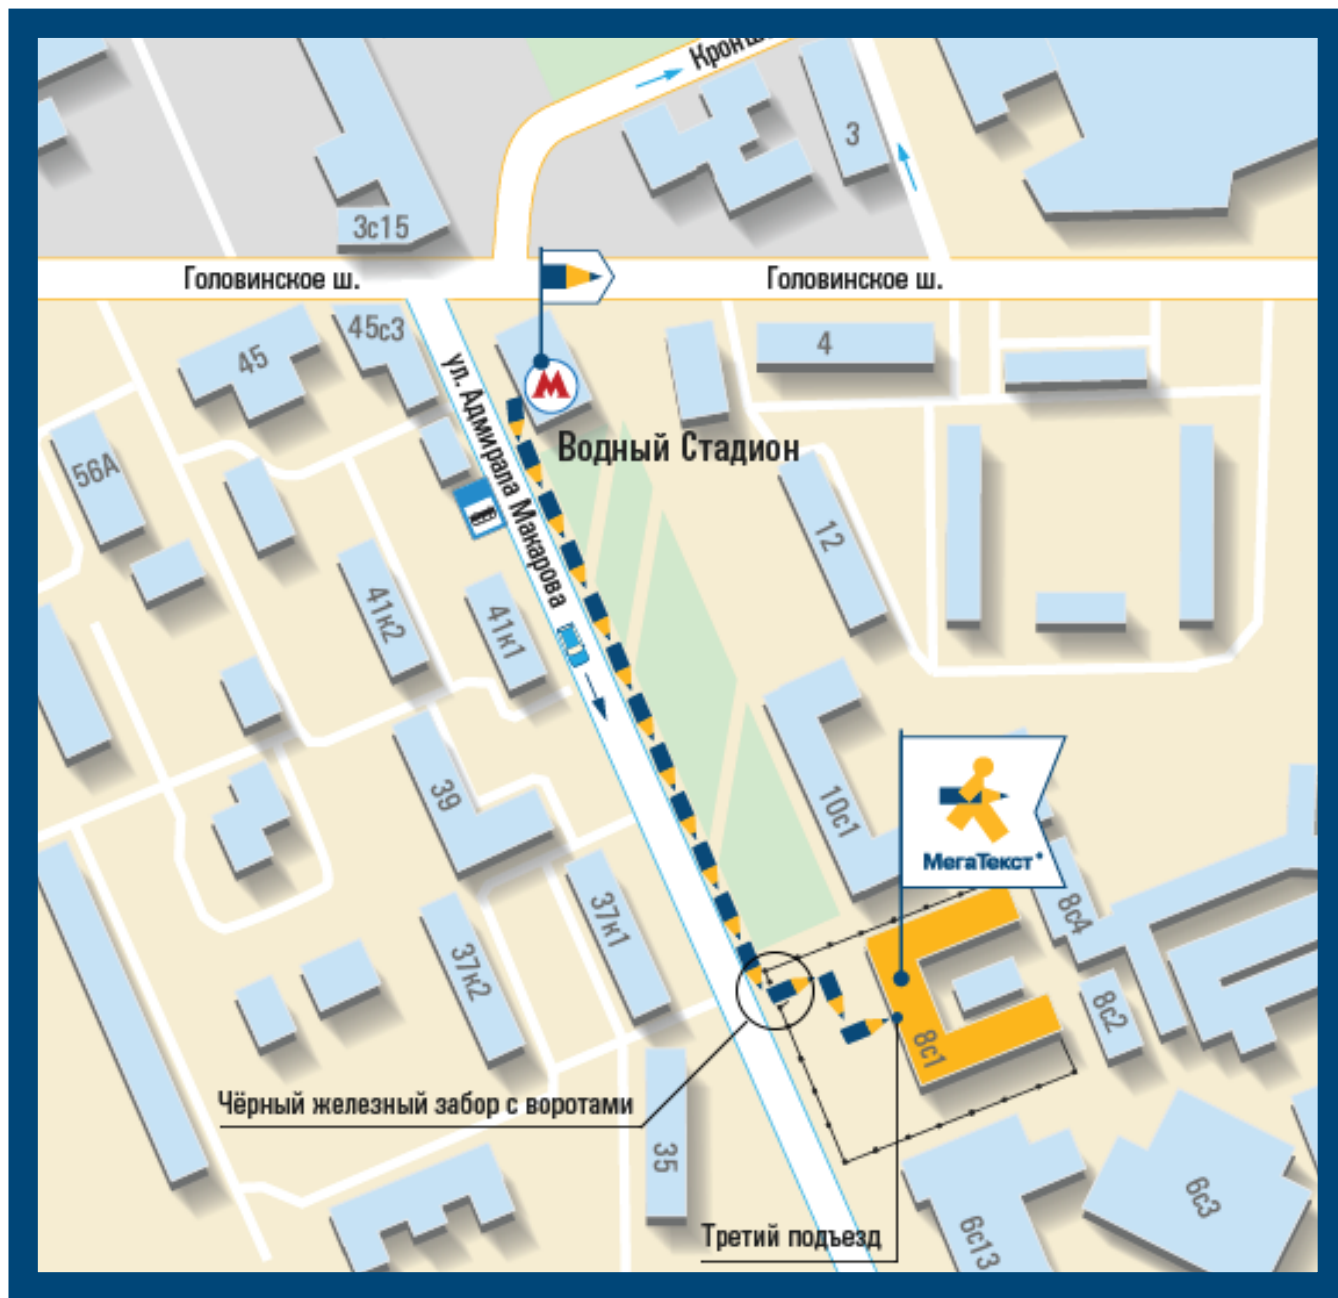 Кронш
3
3с15
Головинское ш.
Головинское ш.
45
45с3
4
ул. Адмирала Макарова
М
Водный Стадион
56А
12
41к2
41к1
39
10с1
МегаТекст
37к1
37к2
8с4
8с2
8с1
Чёрный железный забор с воротами
35
6с3
Третий подъезд
6с13